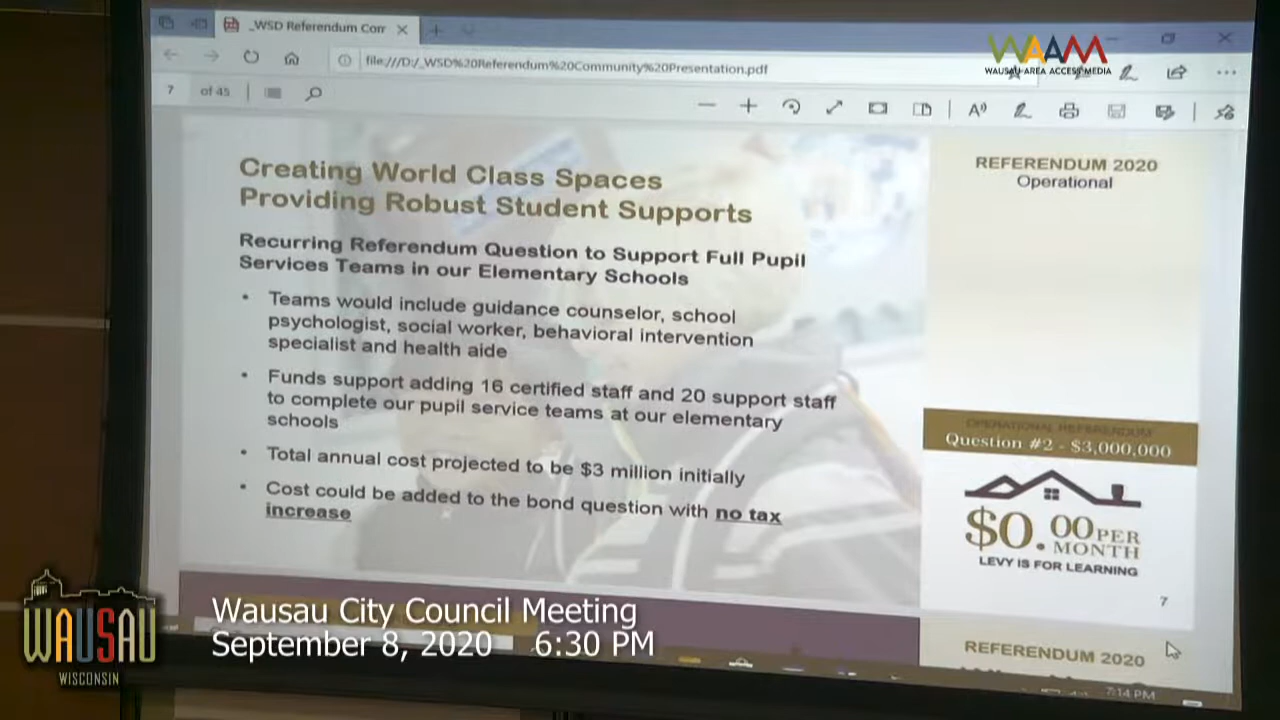 _WSD Referendum Corr
file:///D:/_WSD%20Referendum%20Community%20Presentation.pdf
WAAM
WAUSAU AREA ACCESS MEDIA
7 of 45
Creating World Class Spaces
Providing Robust Student Supports
Recurring Referendum Question to Support Full Pupil
Services Teams in our Elementary Schools
• Teams would include guidance counselor, school
psychologist, social worker, behavioral intervention
specialist and health aide
• Funds support adding 16 certified staff and 20 support staff
to complete our pupil service teams at our elementary
schools
• Total annual cost projected to be $3 million initially
• Cost could be added to the bond question with no tax
increase
REFERENDUM 2020
Operational
OPERATIONAL REFERENDUM
Question #2 - $3,000,000
$0.00 PER
MONTH
LEVY IS FOR LEARNING
7
REFERENDUM 2020
7:14 PM
WAUSAU
WISCONSIN
Wausau City Council Meeting
September 8, 2020 6:30 PM